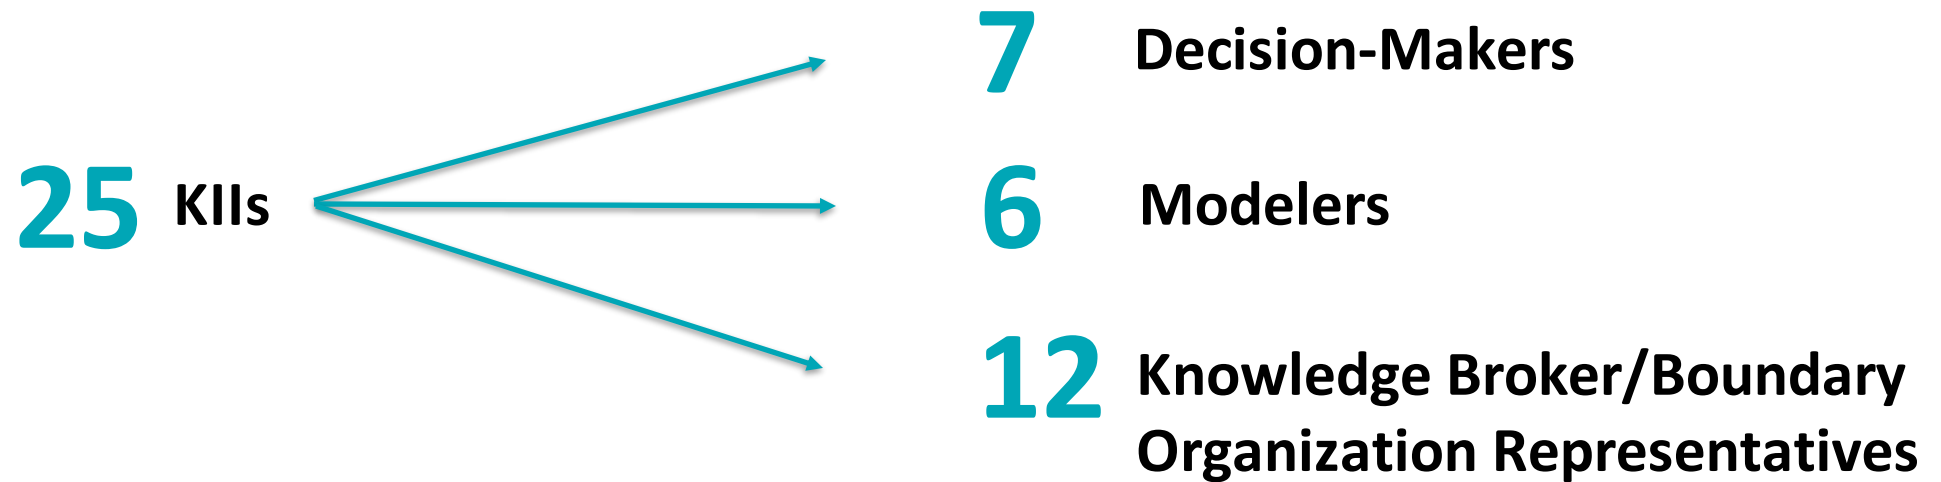 25 KIIs
7 Decision-Makers
6 Modelers
12 Knowledge Broker/Boundary
Organization Representatives